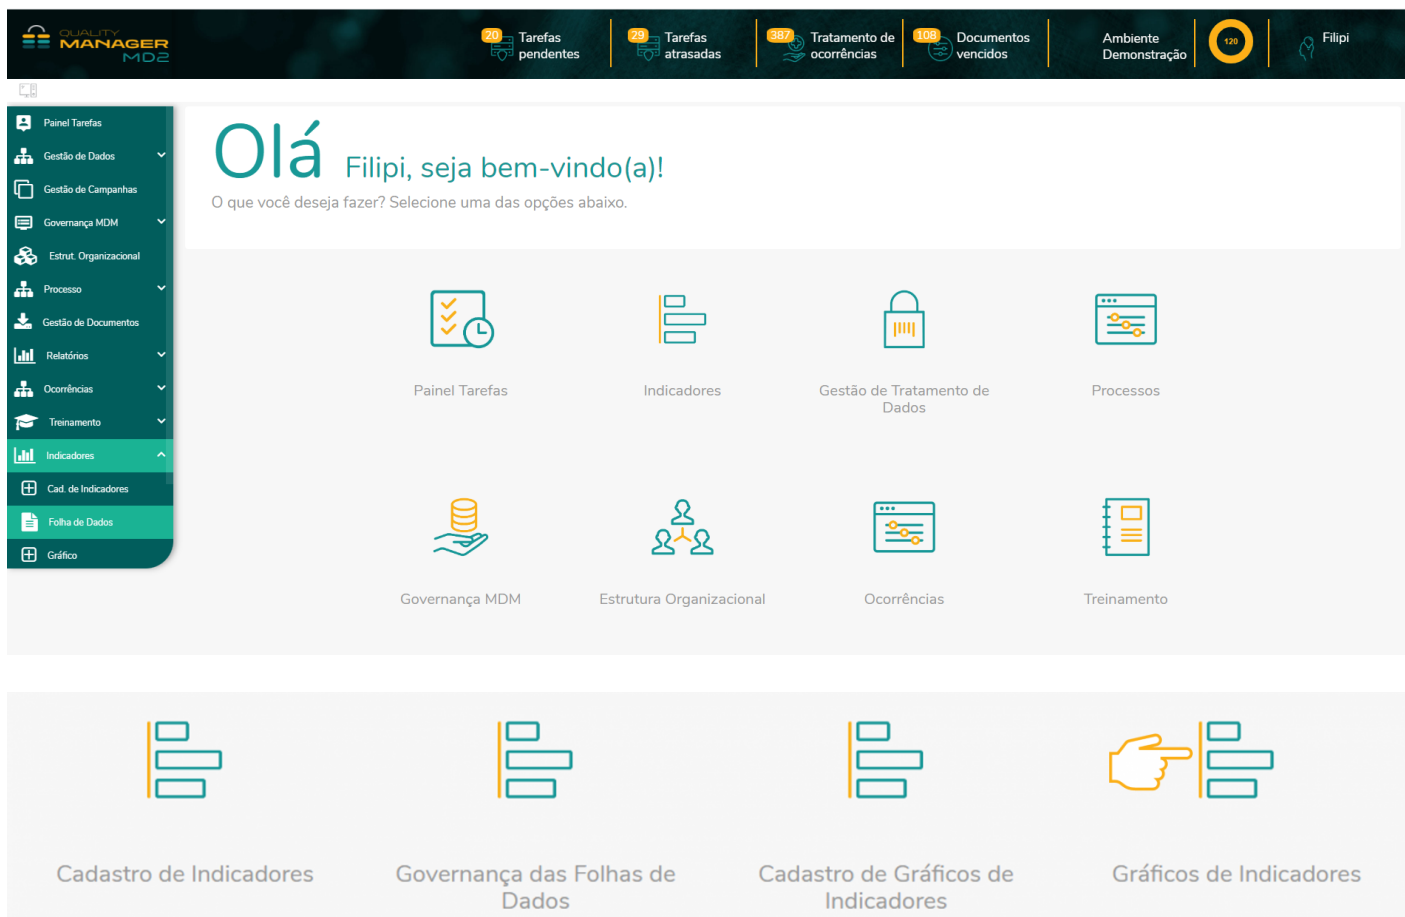 QUALITY
MANAGER
MD2
20
Tarefas
pendentes
29
Tarefas
atrasadas
387
Tratamento de
ocorrências
108
Documentos
vencidos
Ambiente
Demonstração
120
Filipi
Painel Tarefas
Gestão de Dados
Gestão de Campanhas
Governança MDM
Estrut. Organizacional
Processo
Gestão de Documentos
Relatórios
Ocorrências
Treinamento
Indicadores
Cad. de Indicadores
Folha de Dados
Gráfico
Olá Filipi, seja bem-vindo(a)!
O que você deseja fazer? Selecione uma das opções abaixo.
Painel Tarefas
Indicadores
Gestão de Tratamento de
Dados
Processos
Governança MDM
Estrutura Organizacional
Ocorrências
Treinamento
Cadastro de Indicadores
Governança das Folhas de
Dados
Cadastro de Gráficos de
Indicadores
Gráficos de Indicadores